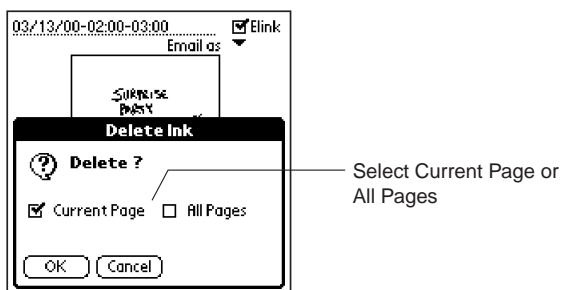 03/13/00-02:00-03:00 Elink
Email as
SURPRISE
PARTY
Delete Ink
Delete ?
Current Page All Pages
OK Cancel
Select Current Page or
All Pages